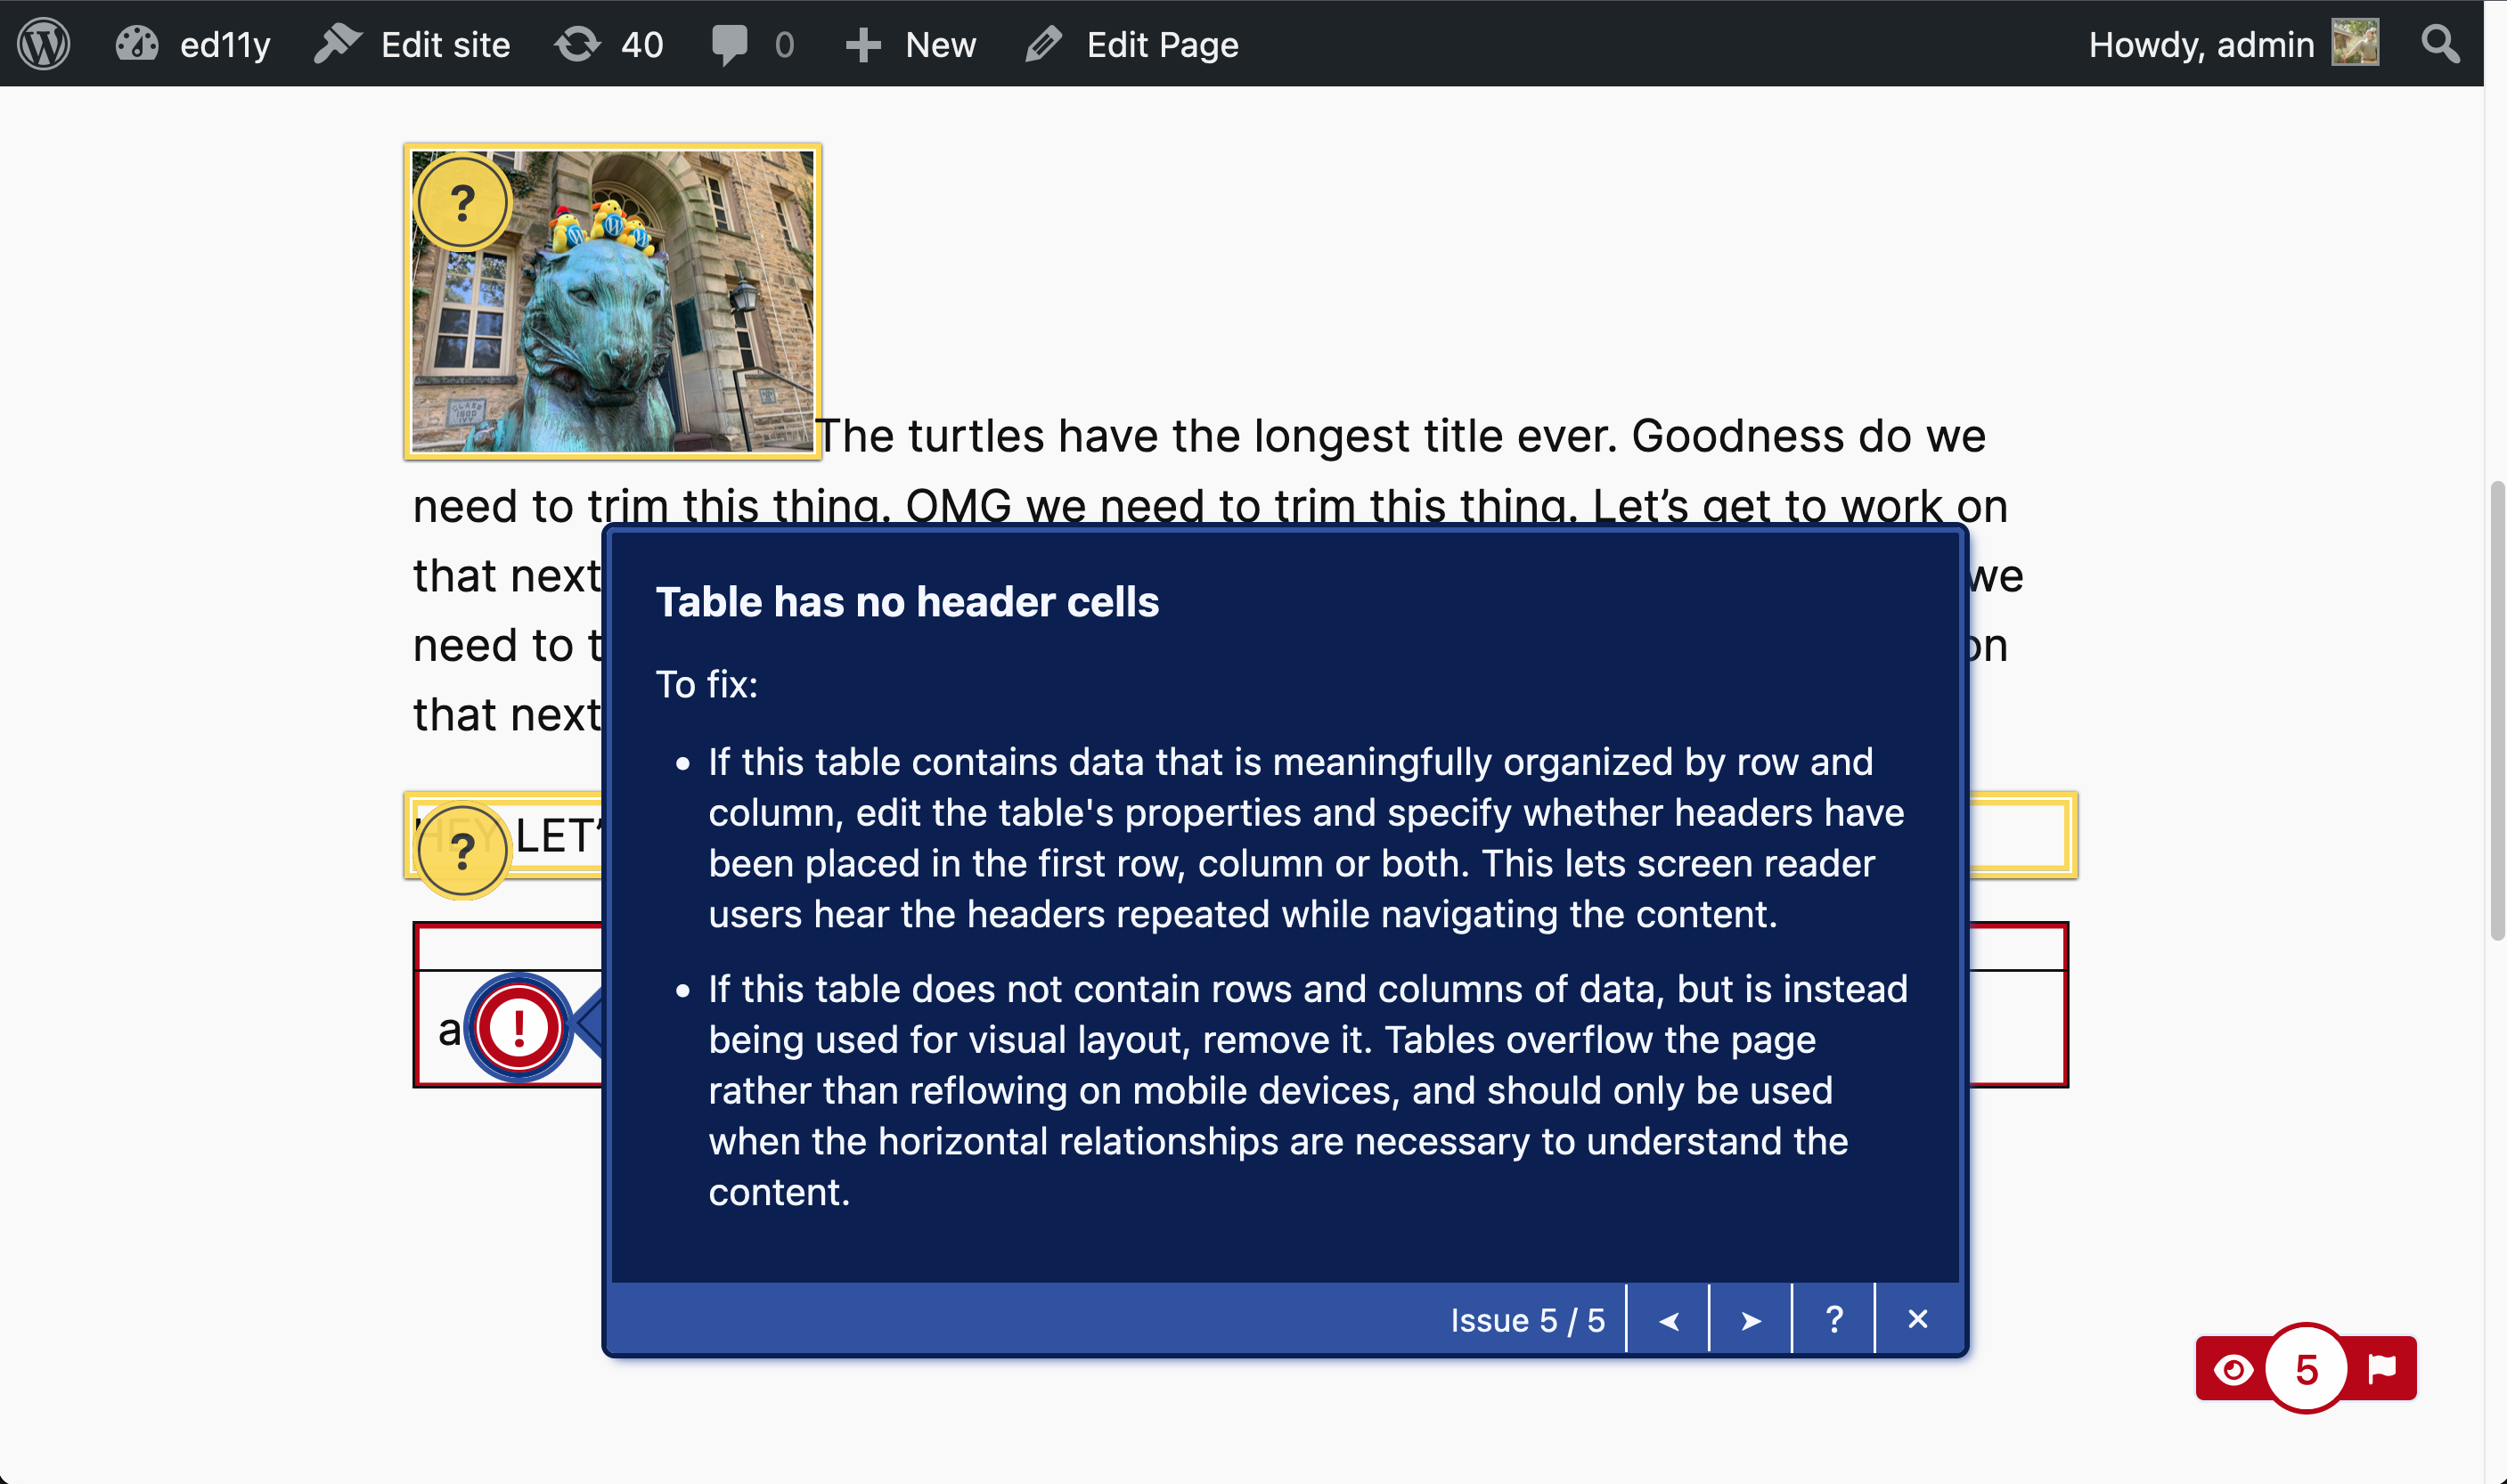 ed11y Edit site 40 0 New Edit Page Howdy, admin
?
The turtles have the longest title ever. Goodness do we
need to trim this thing. OMG we need to trim this thing. Let’s get to work on
that next we
need to t on
that next
Table has no header cells
To fix:
• If this table contains data that is meaningfully organized by row and
column, edit the table's properties and specify whether headers have
been placed in the first row, column or both. This lets screen reader
users hear the headers repeated while navigating the content.
• If this table does not contain rows and columns of data, but is instead
being used for visual layout, remove it. Tables overflow the page
rather than reflowing on mobile devices, and should only be used
when the horizontal relationships are necessary to understand the
content.
HEY LET’
?
a !
Issue 5 / 5 ? ×
5